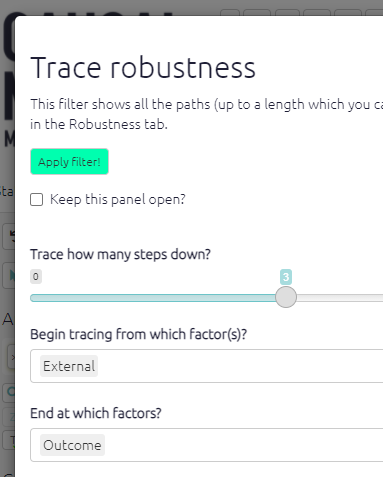 Trace robustness
This filter shows all the paths (up to a length which you ca
in the Robustness tab.
Apply filter!
Keep this panel open?
Trace how many steps down?
0
3
Begin tracing from which factor(s)?
External
End at which factors?
Outcome